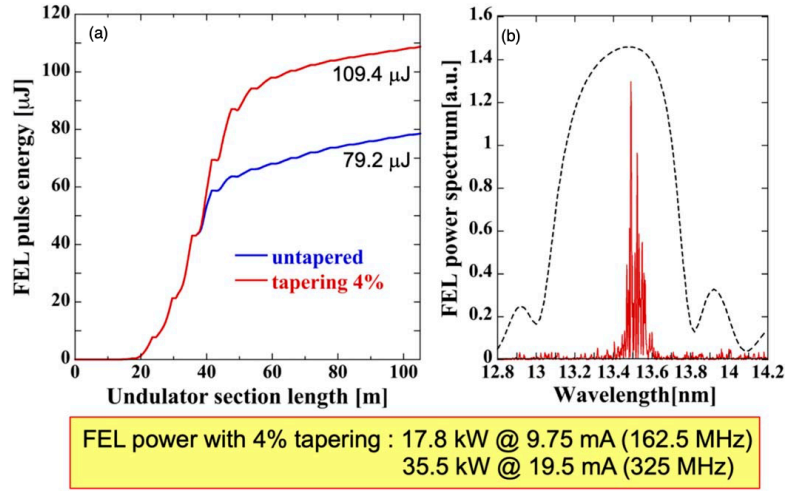 (a)
FEL pulse energy [μJ]
120
100
80
60
40
20
0
109.4 μJ
79.2 μJ
untapered
tapering 4%
0 20 40 60 80 100
Undulator section length [m]
(b)
FEL power spectrum[a.u.]
1.6
1.4
1.2
1
0.8
0.6
0.4
0.2
0
12.8 13 13.2 13.4 13.6 13.8 14 14.2
Wavelength[nm]
FEL power with 4% tapering : 17.8 kW @ 9.75 mA (162.5 MHz)
35.5 kW @ 19.5 mA (325 MHz)